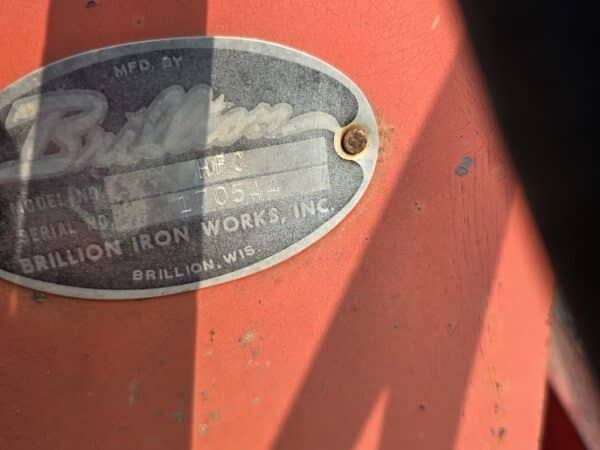 MFD. BY
Brillion
MODEL NO. HFC
SERIAL NO. 170544
BRILLION IRON WORKS, INC.
BRILLION, WIS